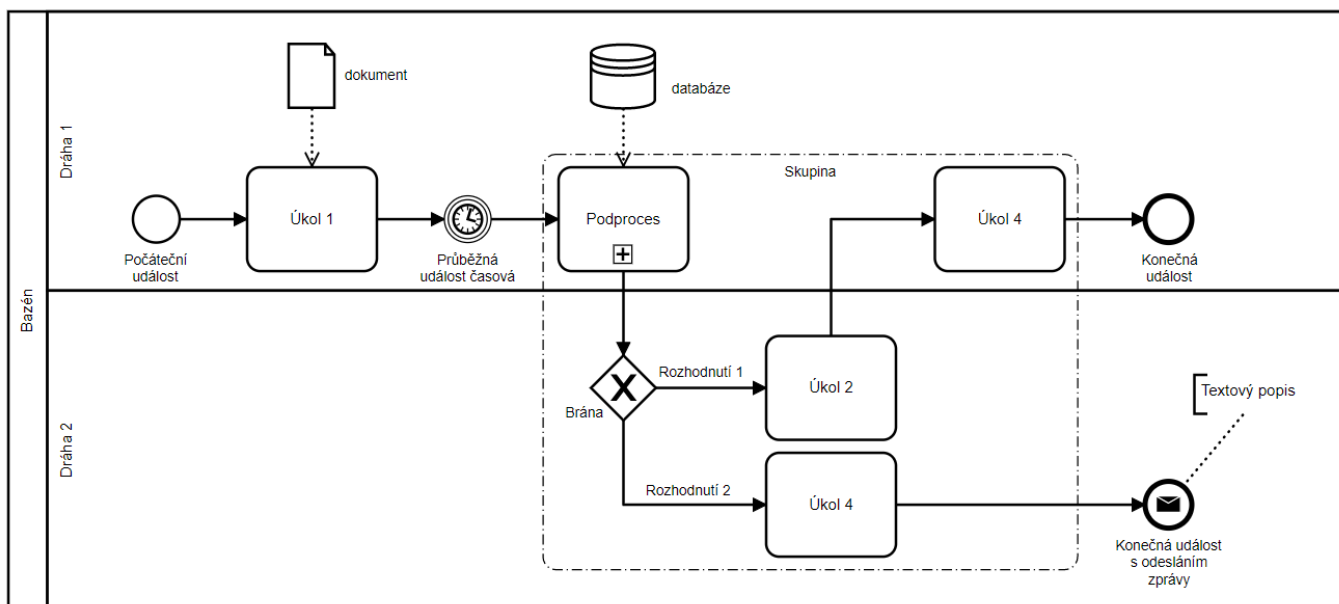 Bazén
Dráha 1
dokument
databáze
Skupina
Počáteční
událost
Úkol 1
Průběžná
událost časová
Podproces
Úkol 4
Konečná
událost
Dráha 2
Brána
Rozhodnutí 1
Úkol 2
Rozhodnutí 2
Úkol 4
Textový popis
Konečná událost
s odesláním
zprávy